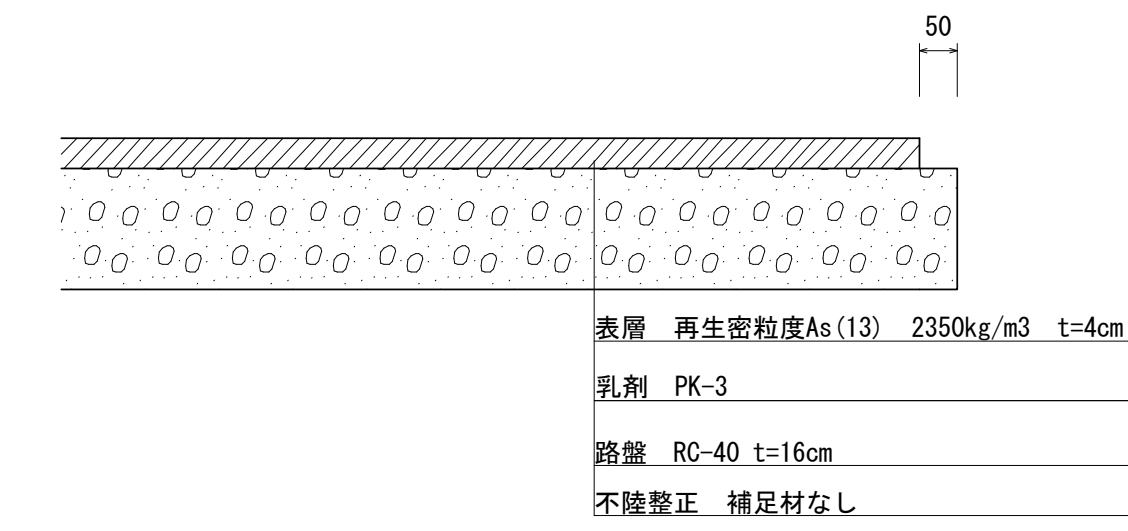 50
表層　再生密粒度As(13)　2350kg/m3　t=4cm
乳剤　PK-3
路盤　RC-40 t=16cm
不陸整正　補足材なし